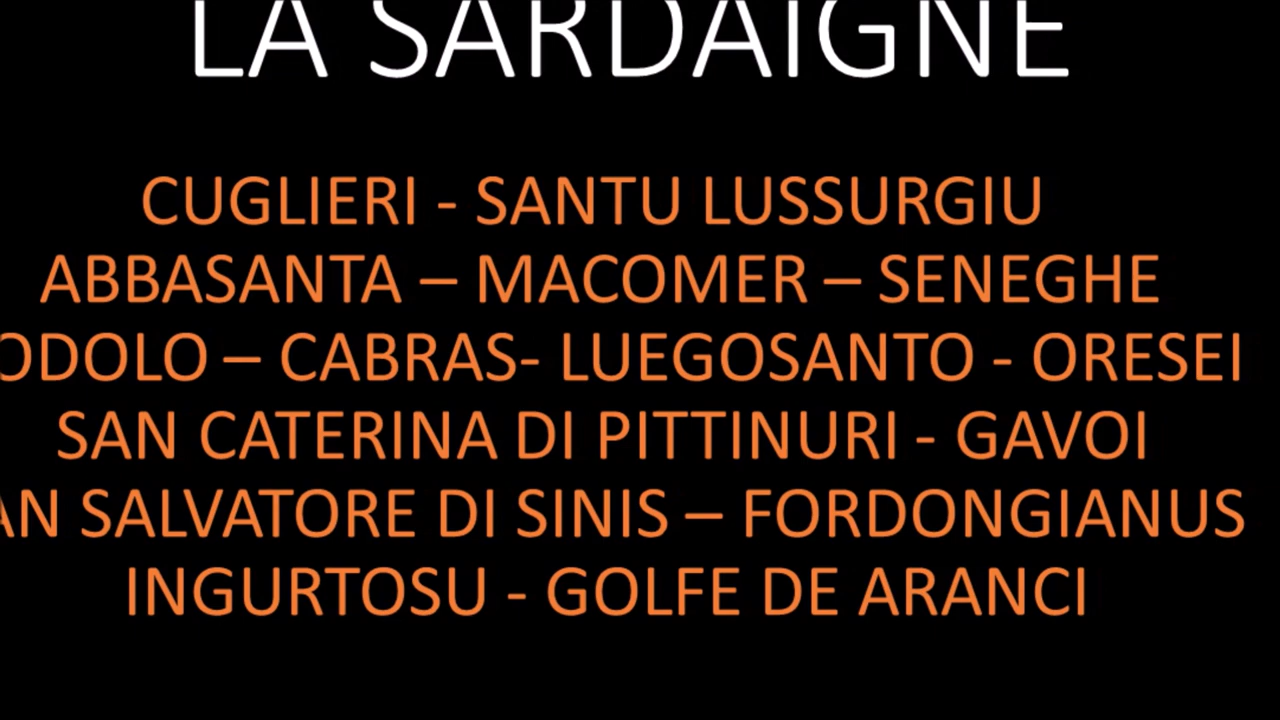 LA SARDAIGNE
CUGLIERI - SANTU LUSSURGIU
ABBASANTA – MACOMER – SENEGHE
ODOLO – CABRAS- LUEGOSANTO - ORESEI
SAN CATERINA DI PITTINURI - GAVOI
AN SALVATORE DI SINIS – FORDONGIANUS
INGURTOSU - GOLFE DE ARANCI